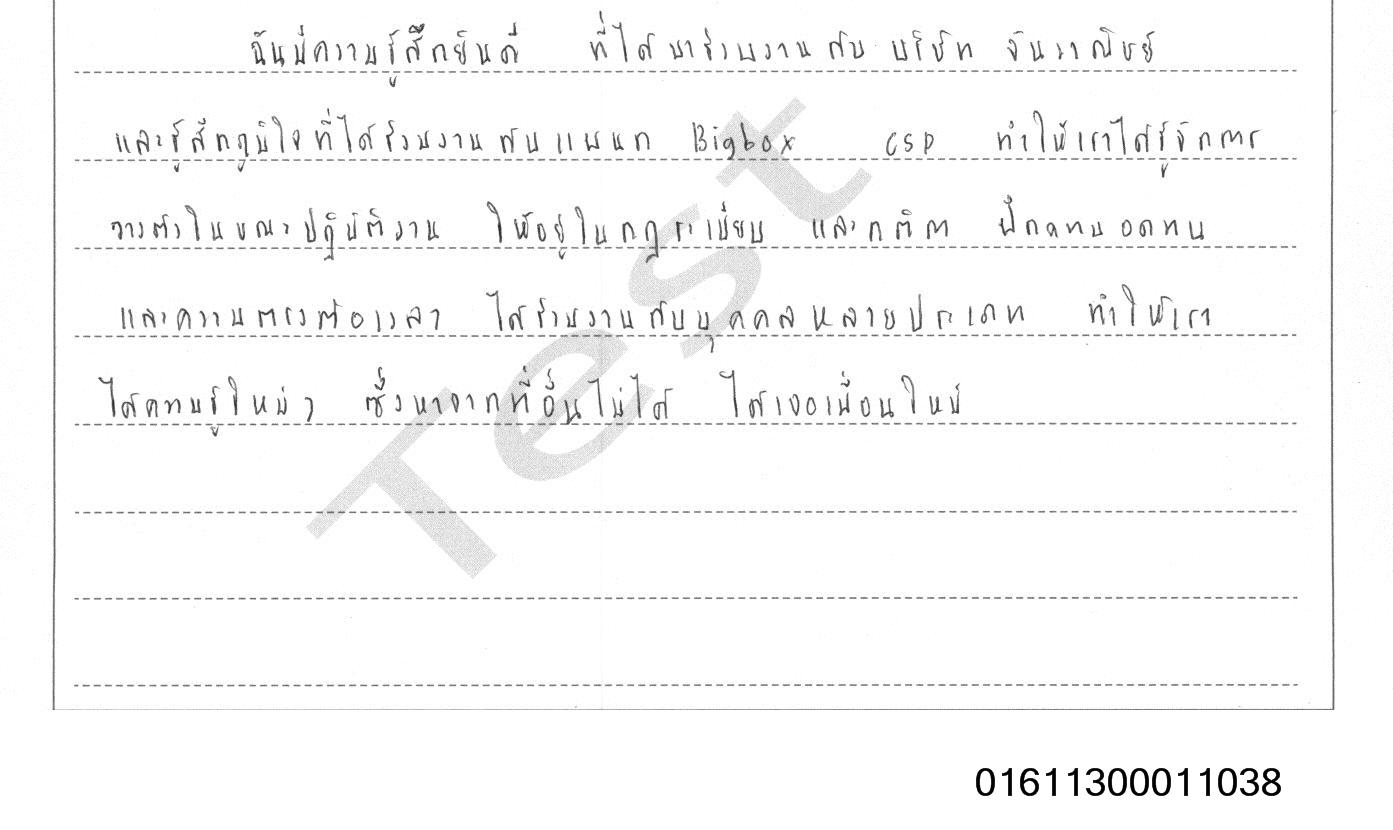 ฉันมีความรู้สึกยินดี ที่ได้มาร่วมงานกับ บริษัท จันวาณิชย์
และรู้สึกภูมิใจที่ได้ร่วมงานกับแผนก Bigbox CSP ทำให้เราได้รู้จักการ
วางตัวในขณะปฏิบัติงาน ให้อยู่ในกฎระเบียบ และกติกา ฝึกความอดทน
และความตรงต่อเวลา ได้ร่วมงานกับบุคคลหลายประเภท ทำให้เรา
ได้ความรู้ใหม่ๆ ซึ่งหาจากที่อื่นไม่ได้ ได้เจอเพื่อนใหม่
Test
01611300011038